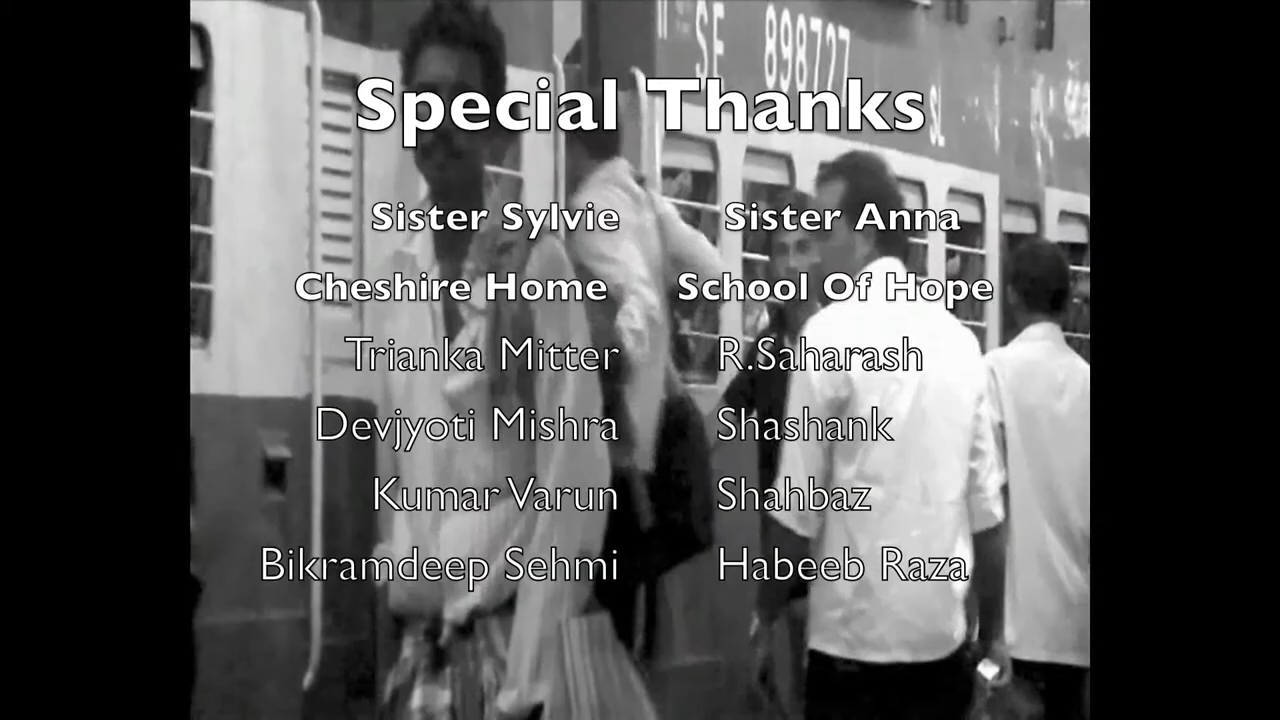 SE 898727
SL
Special Thanks
Sister Sylvie Sister Anna
Cheshire Home School Of Hope
Trianka Mitter R.Saharash
Devjyoti Mishra Shashank
Kumar Varun Shahbaz
Bikramdeep Sehmi Habeeb Raza